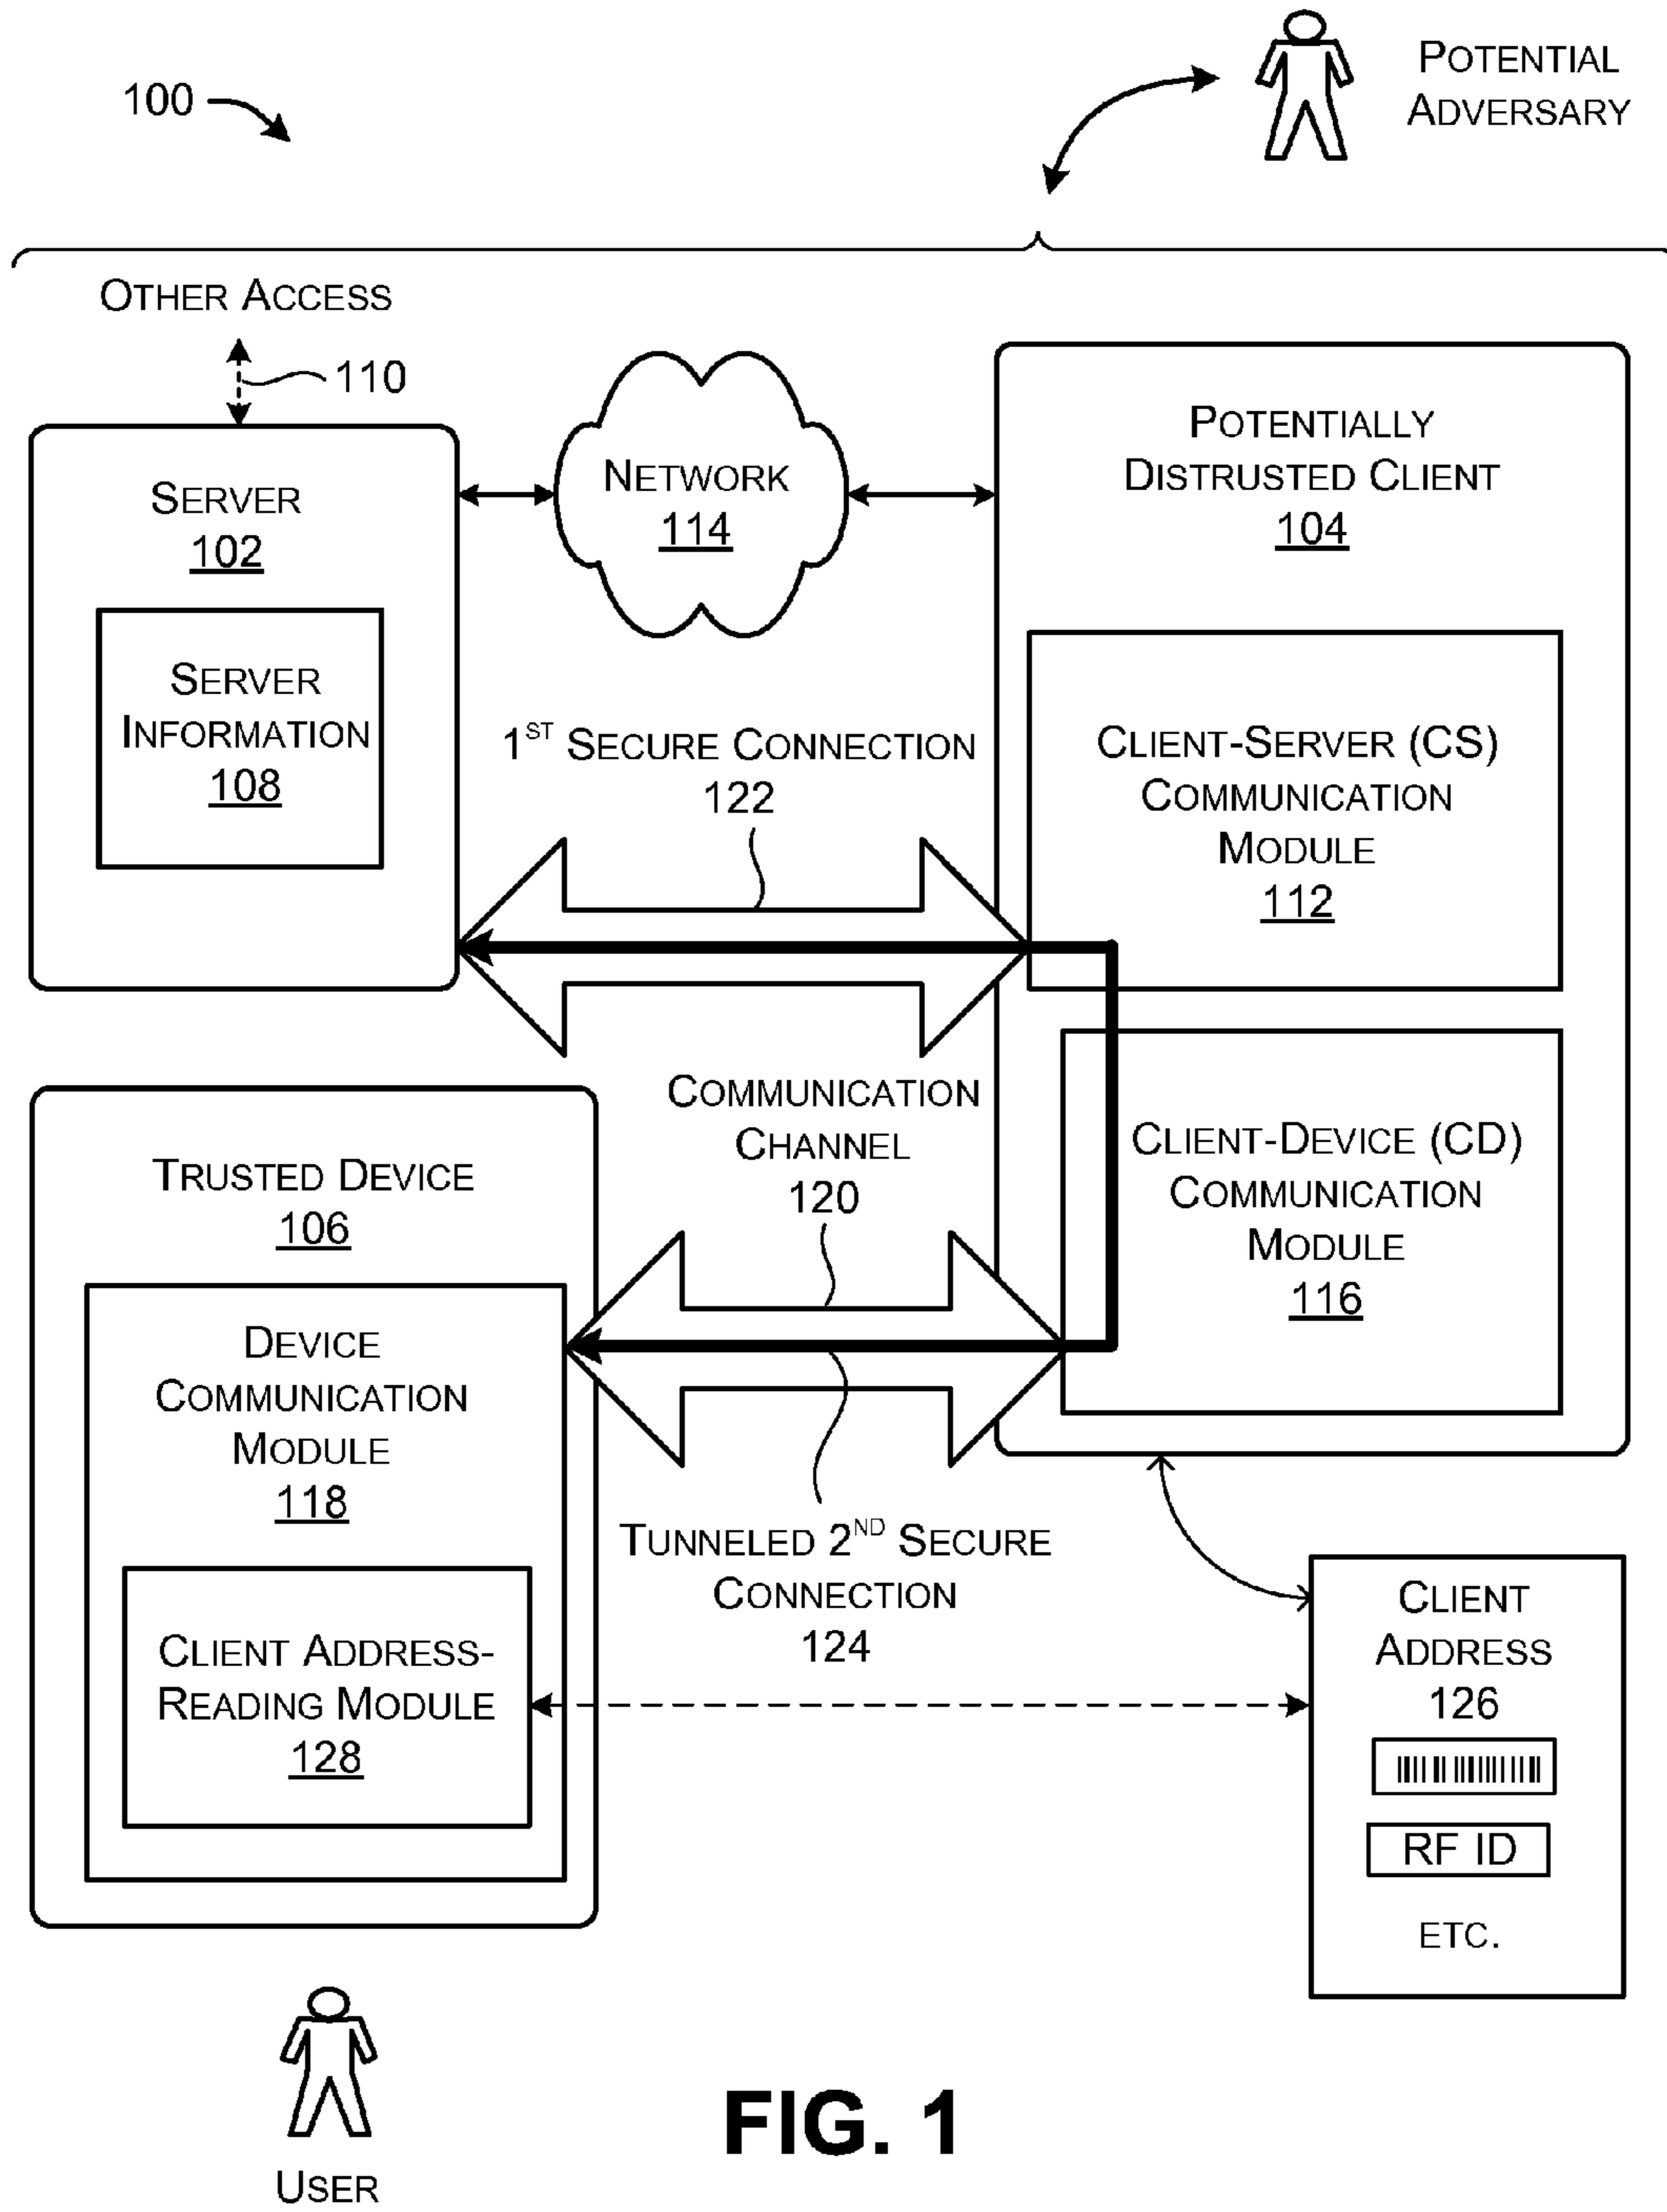 100
POTENTIAL
ADVERSARY
OTHER ACCESS
110
SERVER
102
SERVER
INFORMATION
108
NETWORK
114
POTENTIALLY
DISTRUSTED CLIENT
104
1ST SECURE CONNECTION
122
CLIENT-SERVER (CS)
COMMUNICATION
MODULE
112
COMMUNICATION
CHANNEL
120
CLIENT-DEVICE (CD)
COMMUNICATION
MODULE
116
TRUSTED DEVICE
106
DEVICE
COMMUNICATION
MODULE
118
TUNNELED 2ND SECURE
CONNECTION
124
CLIENT ADDRESS-
READING MODULE
128
CLIENT
ADDRESS
126
RF ID
ETC.
USER
FIG. 1